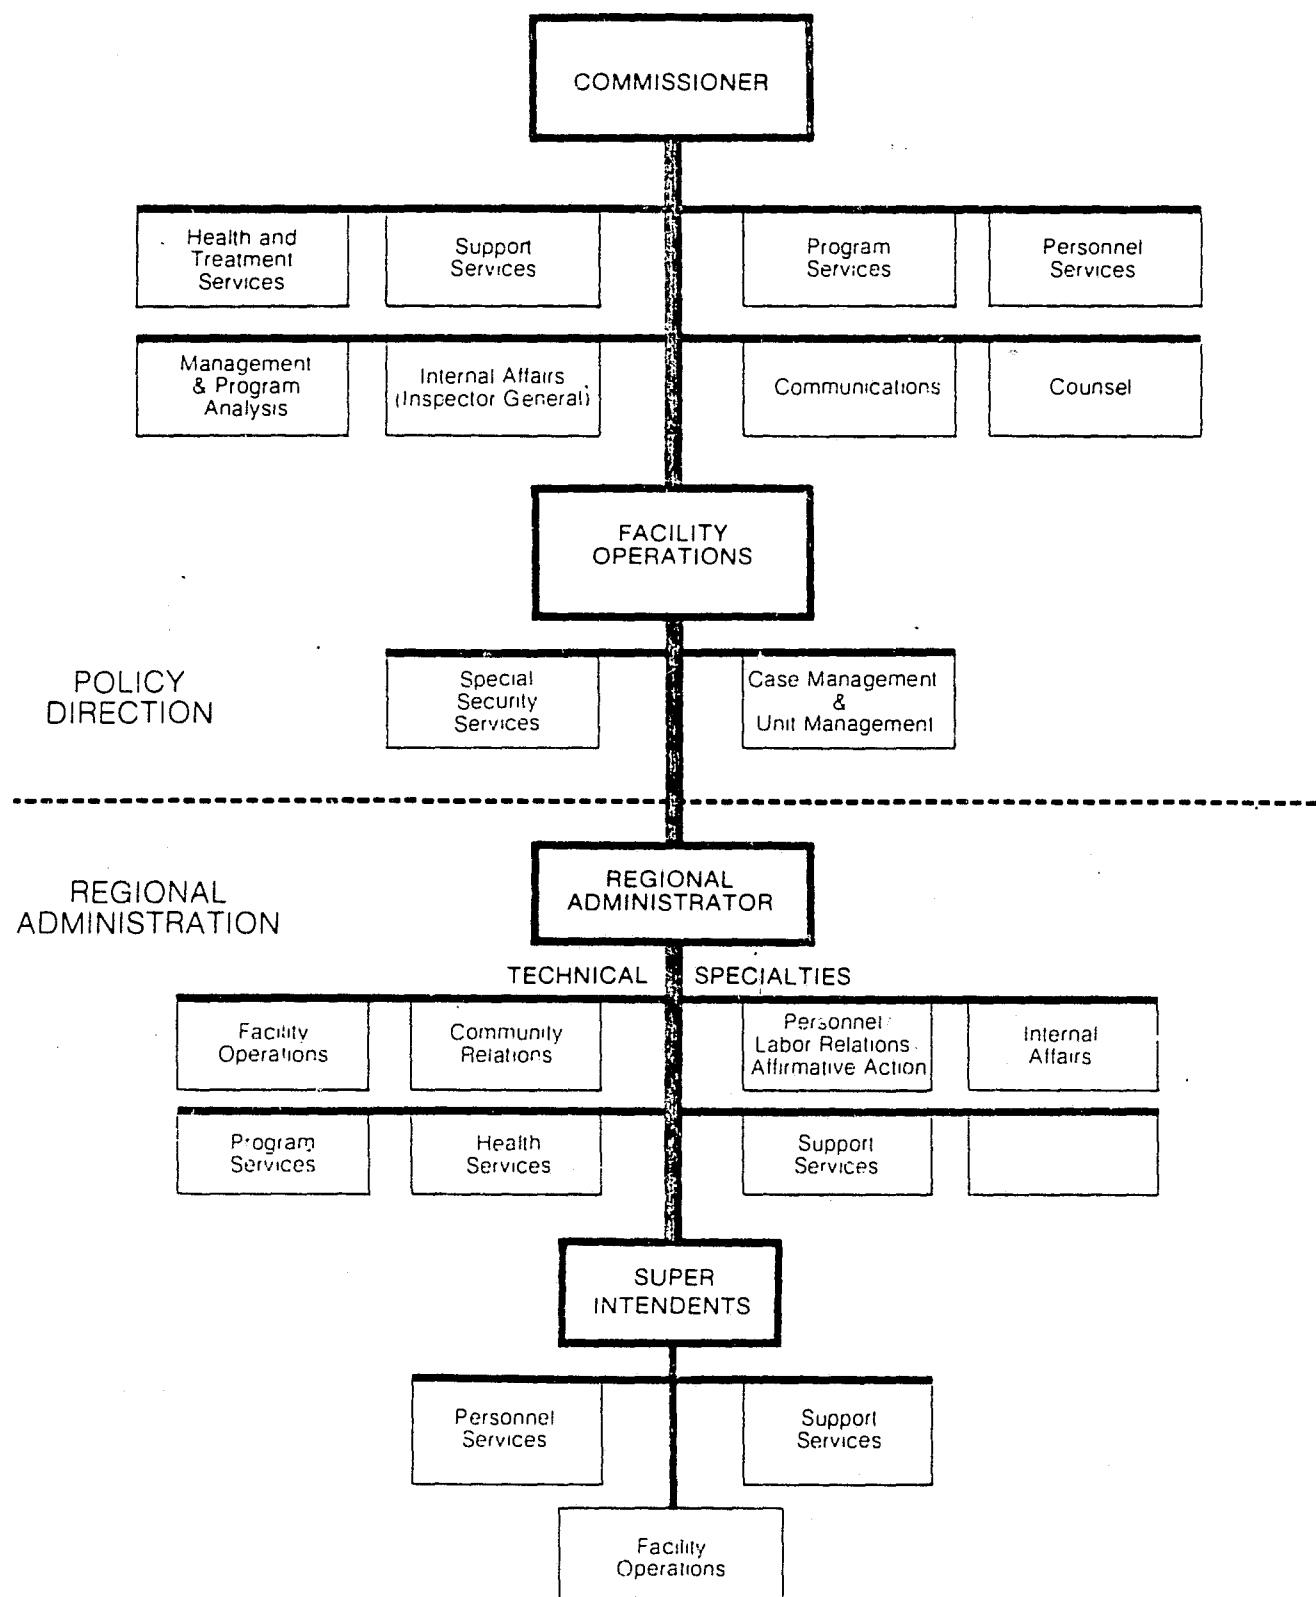 COMMISSIONER
Health and
Treatment
Services
Support
Services
Program
Services
Personnel
Services
Management
& Program
Analysis
Internal Affairs
(Inspector General)
Communications
Counsel
FACILITY
OPERATIONS
POLICY
DIRECTION
Special
Security
Services
Case Management
&
Unit Management
REGIONAL
ADMINISTRATION
REGIONAL
ADMINISTRATOR
TECHNICAL SPECIALTIES
Facility
Operations
Community
Relations
Personnel
Labor Relations
Affirmative Action
Internal
Affairs
Program
Services
Health
Services
Support
Services
SUPER
INTENDENTS
Personnel
Services
Support
Services
Facility
Operations